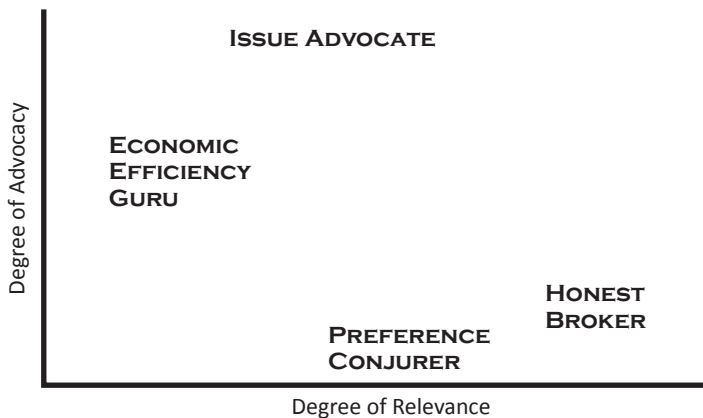 ISSUE ADVOCATE
ECONOMIC
EFFICIENCY
GURU
HONEST
BROKER
PREFERENCE
CONJURER
Degree of Advocacy
Degree of Relevance